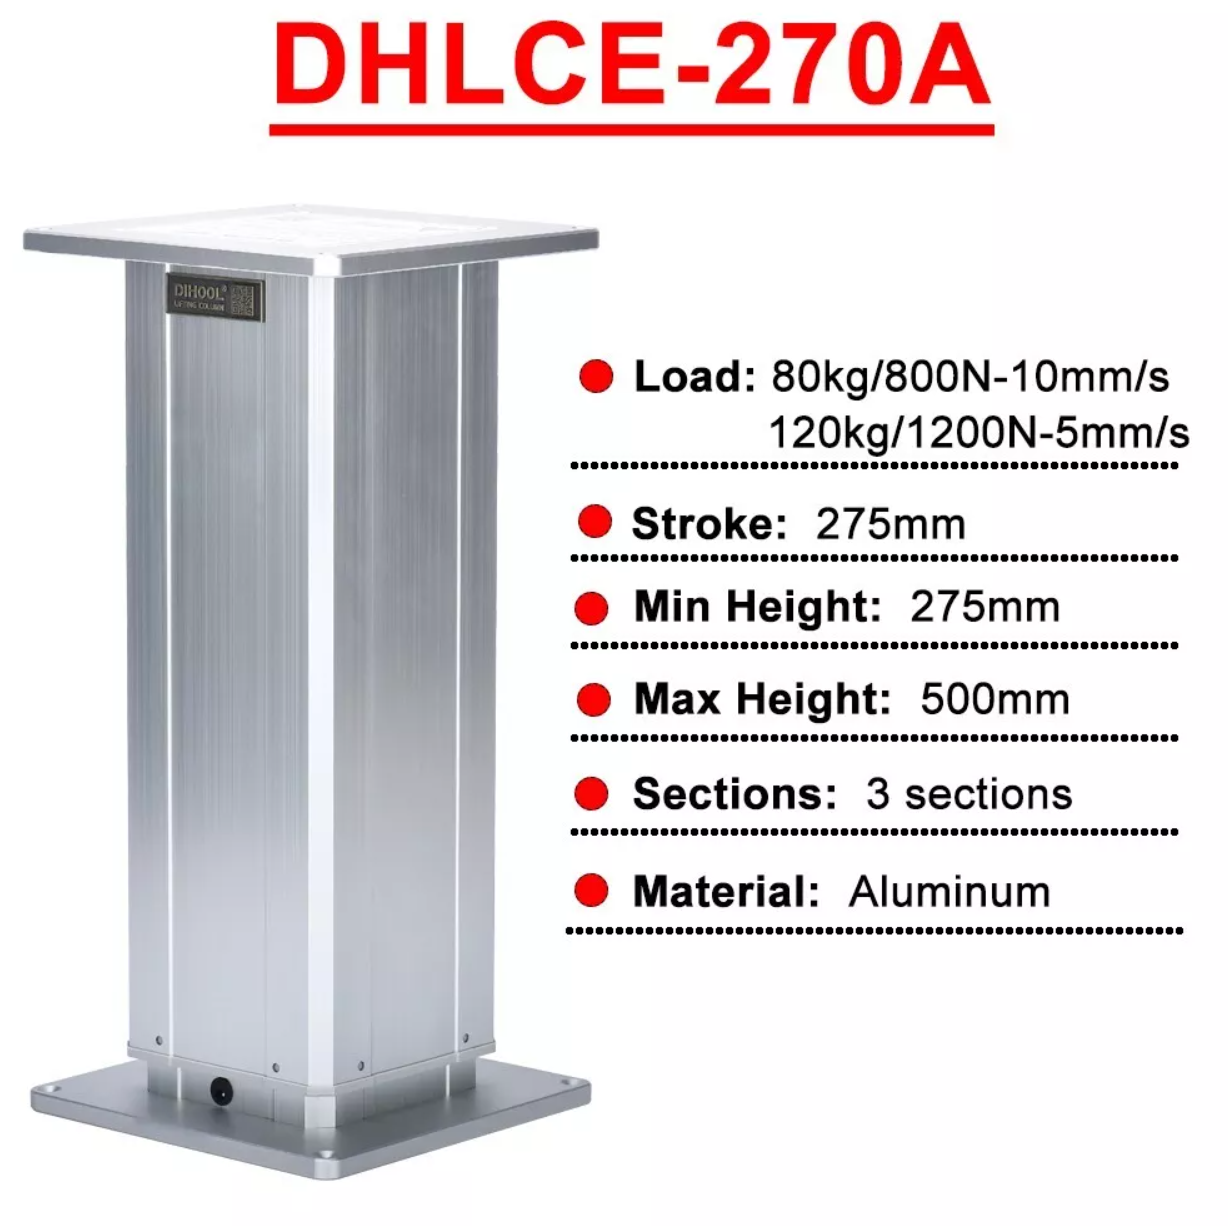 DHLCE-270A
DIHOOL®
LIFTING COLUMN
Load: 80kg/800N-10mm/s
120kg/1200N-5mm/s
Stroke: 275mm
Min Height: 275mm
Max Height: 500mm
Sections: 3 sections
Material: Aluminum